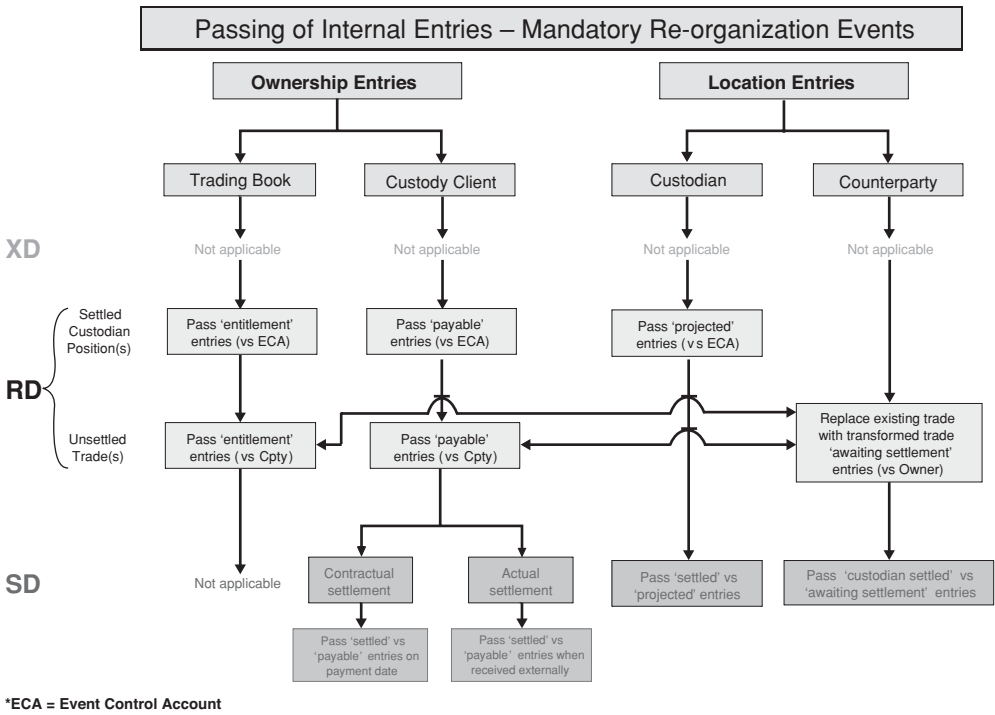 Passing of Internal Entries – Mandatory Re-organization Events
Ownership Entries
Location Entries
Trading Book
Custody Client
Custodian
Counterparty
XD
Not applicable
Not applicable
Not applicable
Not applicable
RD
Settled
Custodian
Position(s)
Pass ‘entitlement’
entries (vs ECA)
Pass ‘payable’
entries (vs ECA)
Pass ‘projected’
entries (vs ECA)
Unsettled
Trade(s)
Pass ‘entitlement’
entries (vs Cpty)
Pass ‘payable’
entries (vs Cpty)
Replace existing trade
with transformed trade
‘awaiting settlement’
entries (vs Owner)
SD
Not applicable
Contractual
settlement
Actual
settlement
Pass ‘settled’ vs
‘projected’ entries
Pass ‘custodian settled’ vs
‘awaiting settlement’ entries
Pass ‘settled’ vs
‘payable’ entries on
payment date
Pass ‘settled’ vs
‘payable’ entries when
received externally
*ECA = Event Control Account